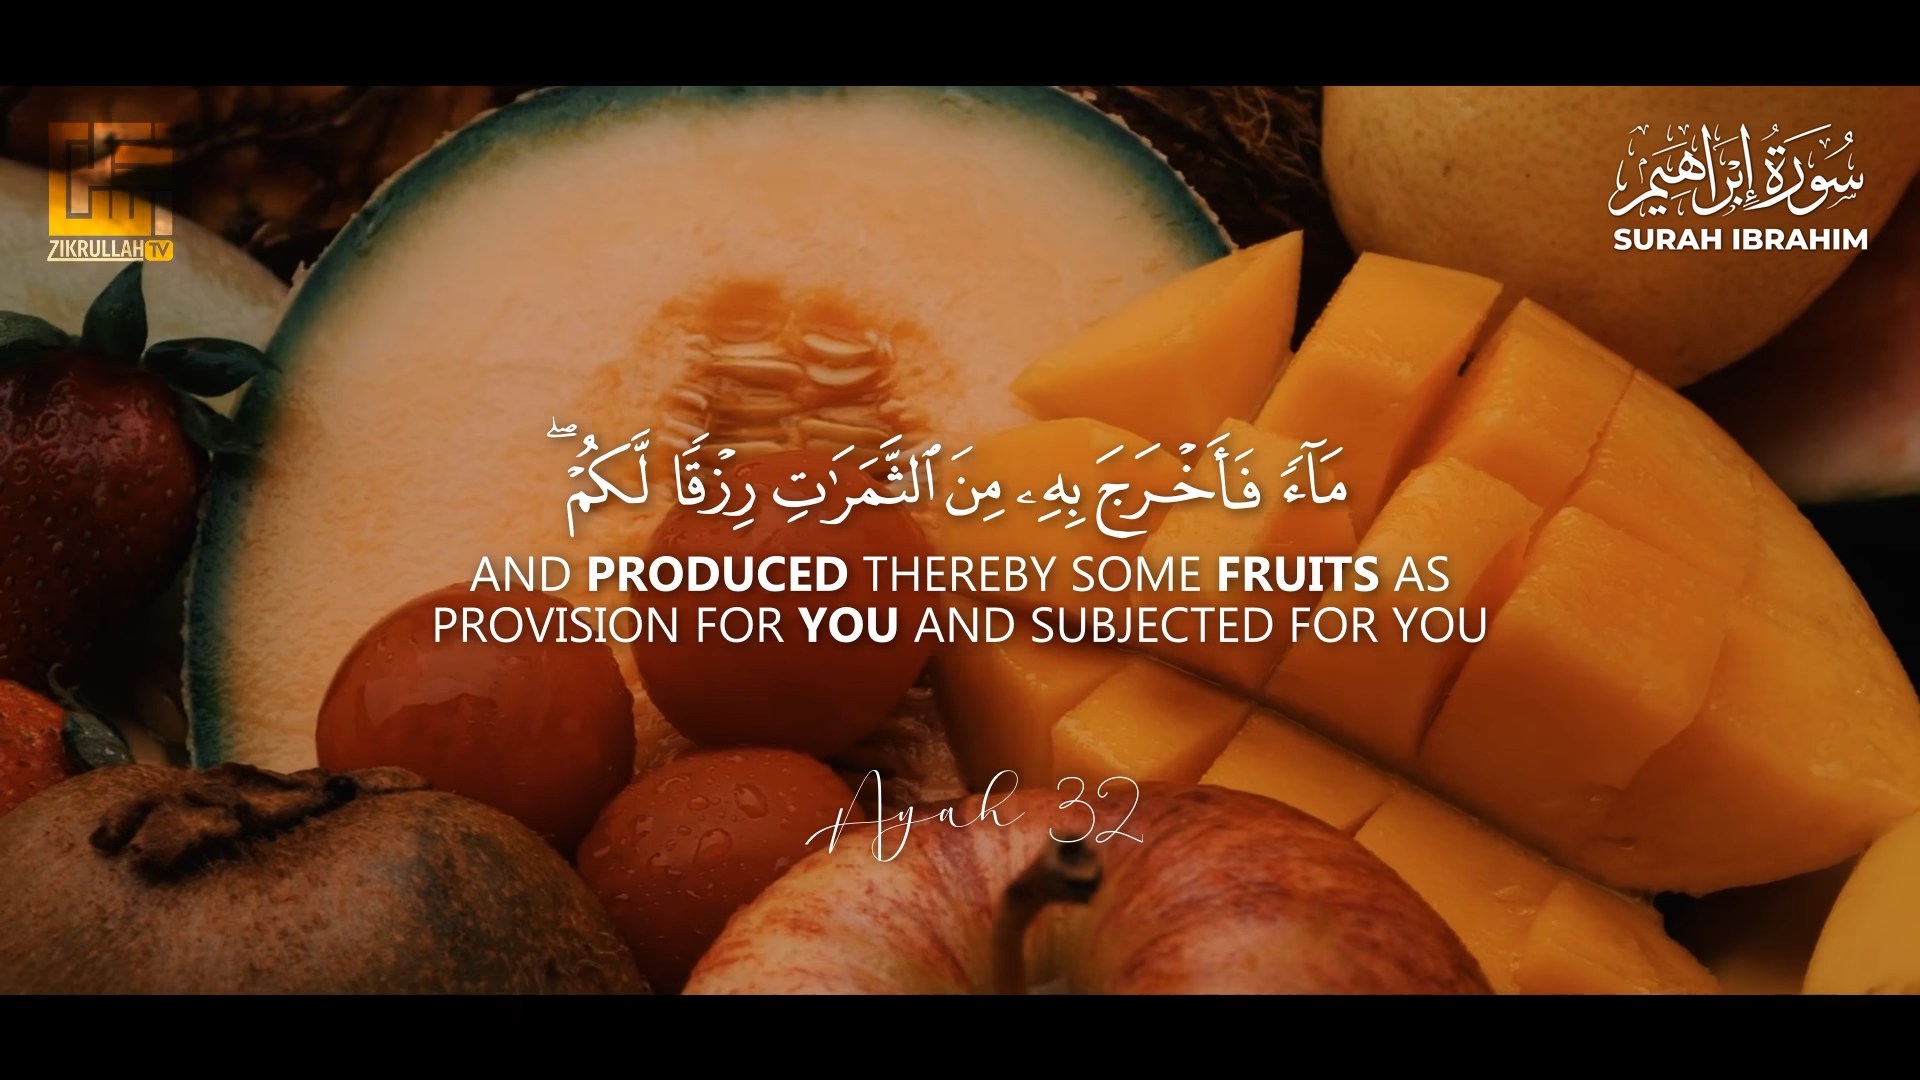 ZIKRULLAH TV
سُورَةُ إِبْرَاهِيم
SURAH IBRAHIM
مَآءً فَأَخْرَجَ بِهِۦ مِنَ ٱلثَّمَرَٰتِ رِزْقًا لَّكُمْ ۖ
AND PRODUCED THEREBY SOME FRUITS AS
PROVISION FOR YOU AND SUBJECTED FOR YOU
Ayah 32